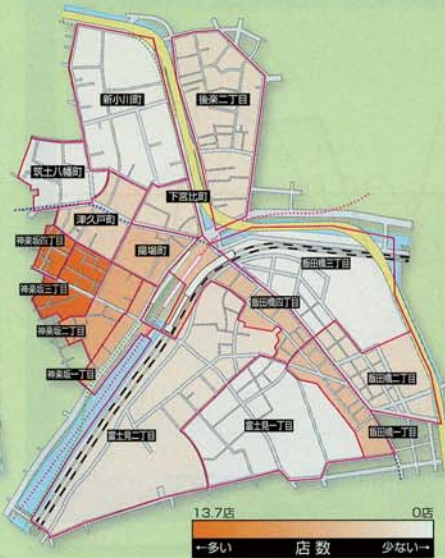 新小川町
後楽二丁目
筑土八幡町
下宮比町
津久戸町
神楽坂四丁目
揚場町
飯田橋三丁目
神楽坂三丁目
飯田橋四丁目
神楽坂二丁目
神楽坂一丁目
飯田橋二丁目
富士見二丁目
富士見一丁目
飯田橋一丁目
13.7店
0店
←多い
店数
少ない→